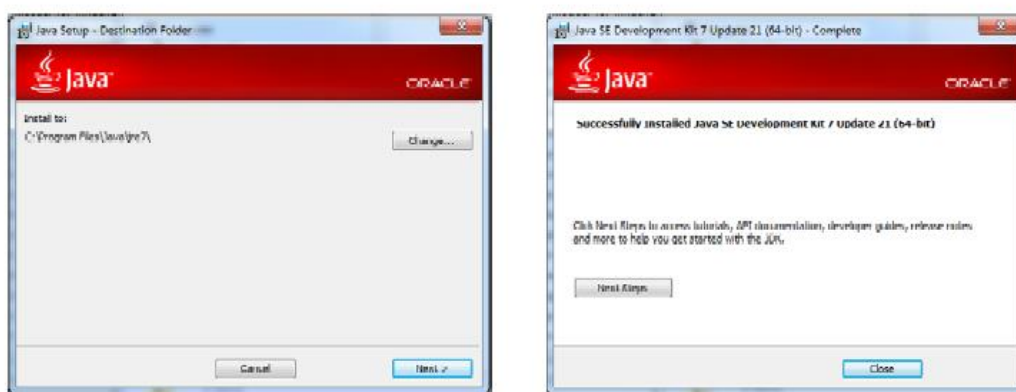 Java Setup - Destination Folder
Java
ORACLE
Install to:
C:\Program Files\Java\jre7\
Change...
Cancel
Next >
Java SE Development Kit 7 Update 21 (64-bit) - Complete
Java
ORACLE
Successfully Installed Java SE Development Kit 7 Update 21 (64-bit)
Click Next Steps to access tutorials, API documentation, developer guides, release notes
and more to help you get started with the JDK.
Next Steps
Close